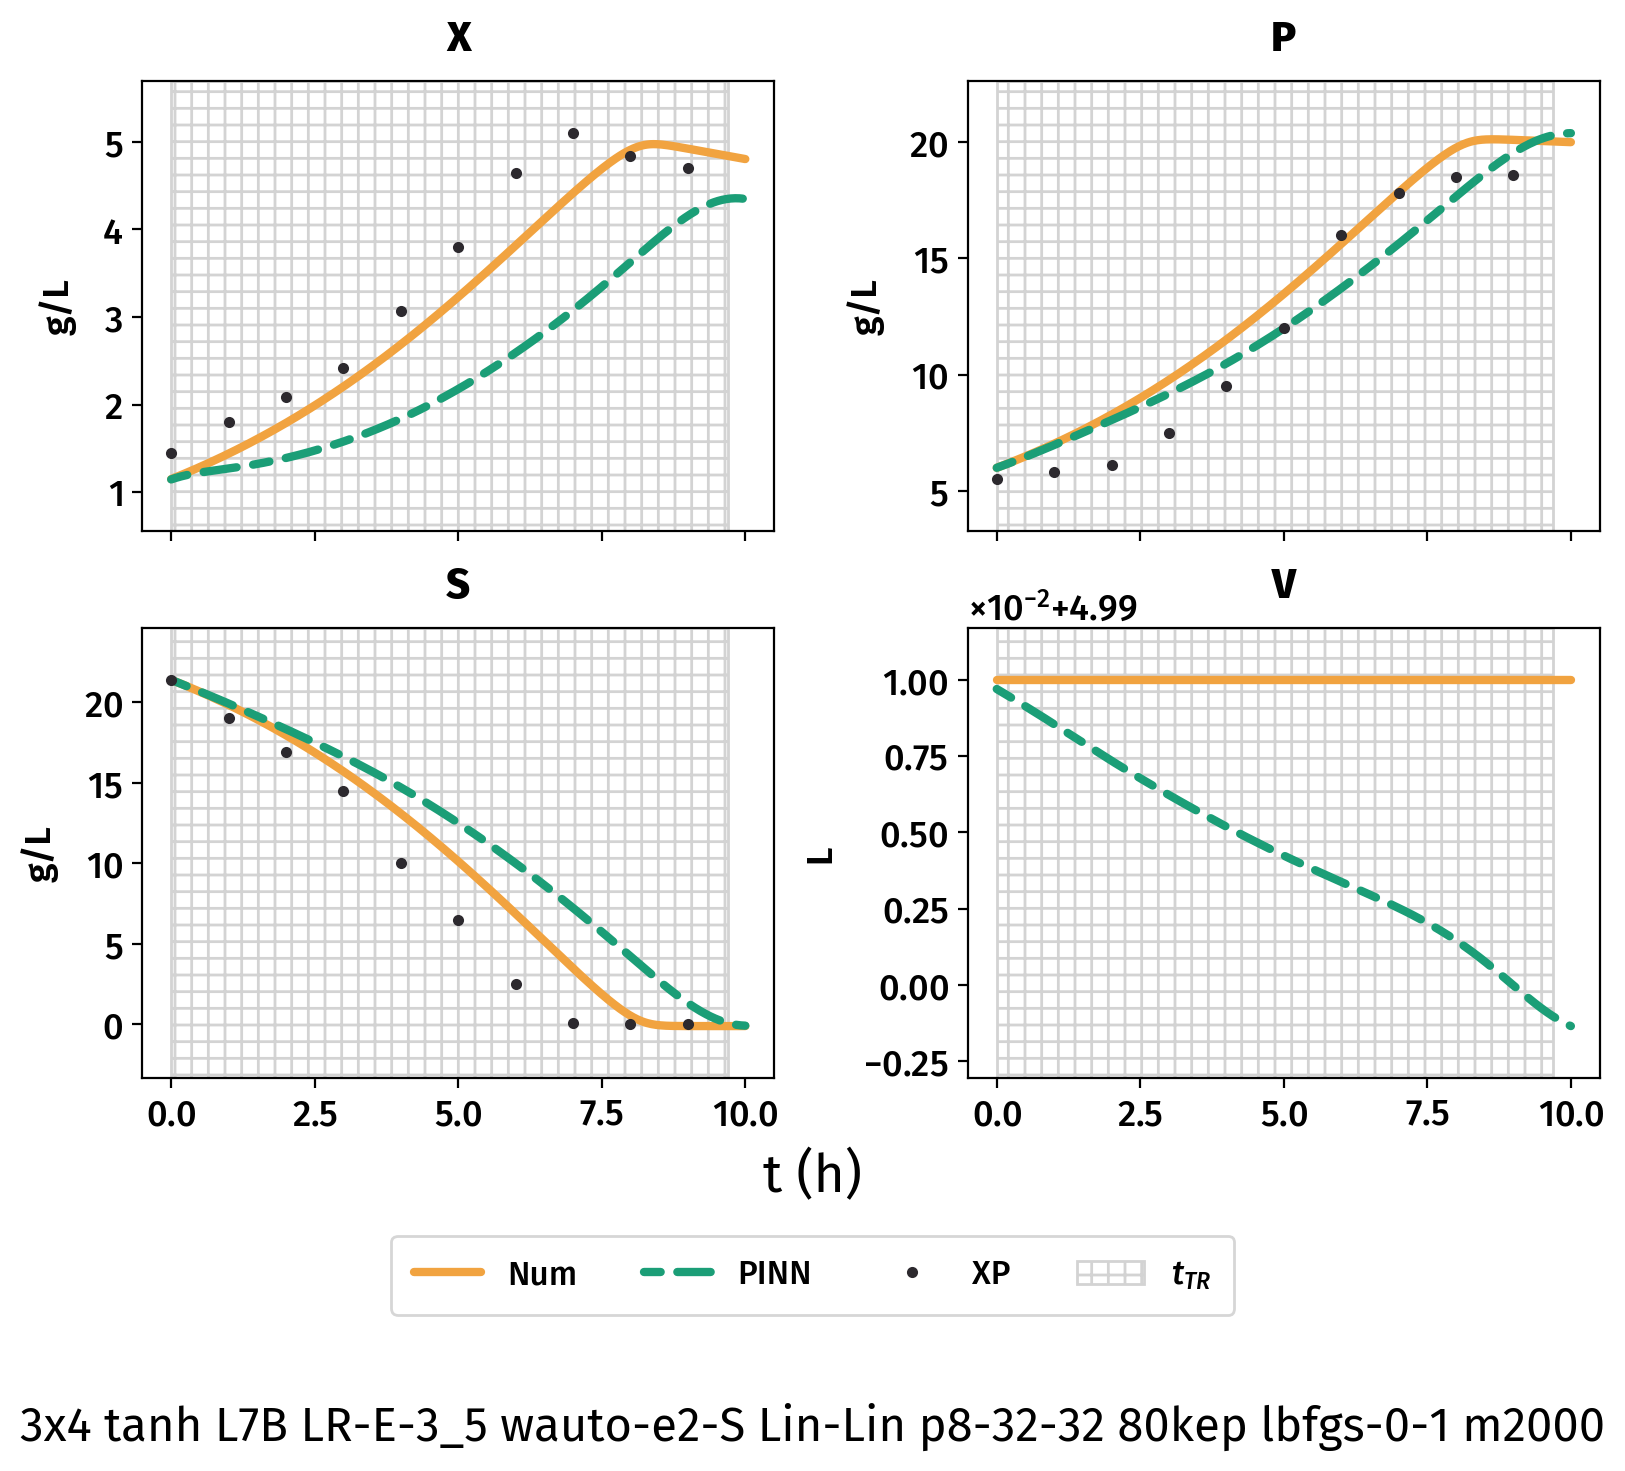 X
P
5
4
3
2
1
g/L
20
15
10
5
g/L
S
V
×10⁻²+4.99
20
15
10
5
0
g/L
1.00
0.75
0.50
0.25
0.00
−0.25
L
0.0 2.5 5.0 7.5 10.0
0.0 2.5 5.0 7.5 10.0
t (h)
Num PINN XP t_TR
3x4 tanh L7B LR-E-3_5 wauto-e2-S Lin-Lin p8-32-32 80kep lbfgs-0-1 m2000